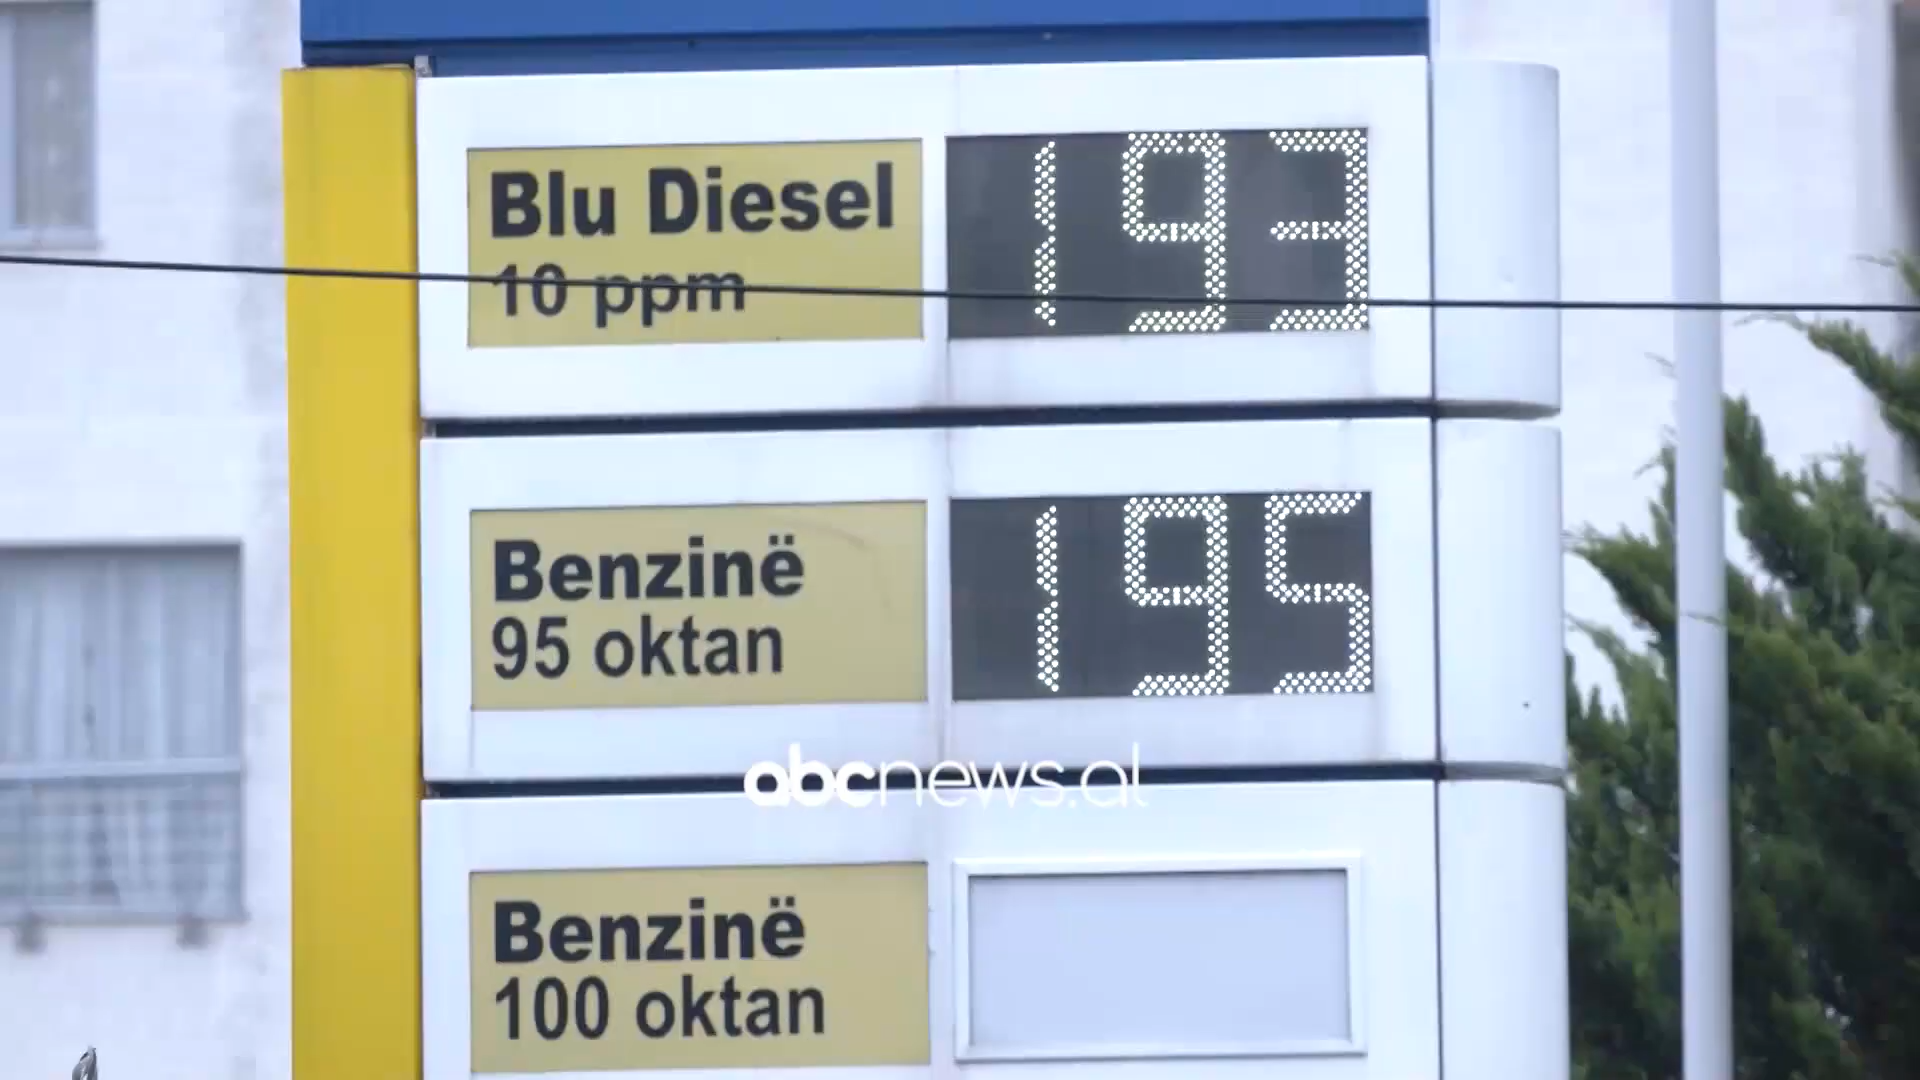 Blu Diesel
10 ppm
193
Benzinë
95 oktan
195
abcnews.al
Benzinë
100 oktan